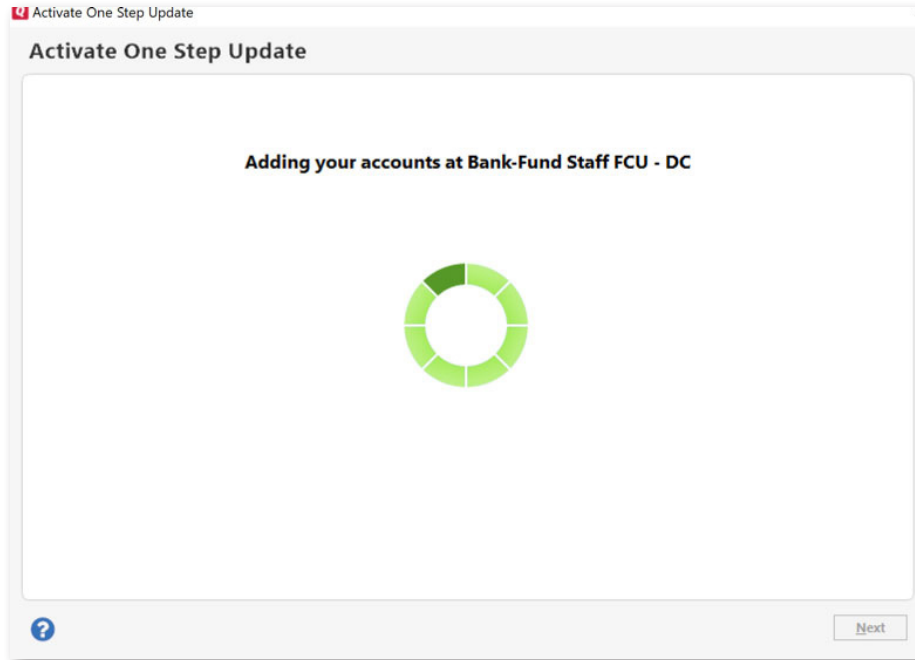 Activate One Step Update
Activate One Step Update
Adding your accounts at Bank-Fund Staff FCU - DC
?
Next